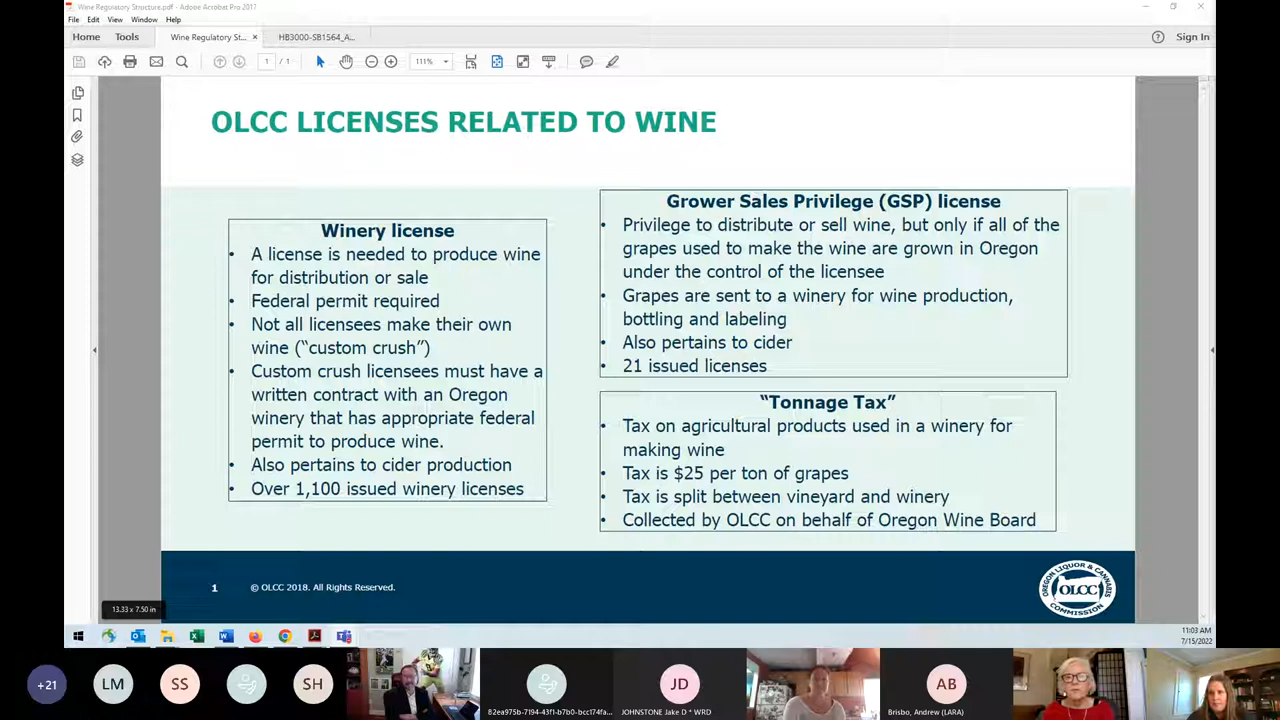 Wine Regulatory Structure.pdf - Adobe Acrobat Pro 2017
File Edit View Window Help
Home Tools Wine Regulatory St... × HB3000-SB1564_A... Sign In
1 / 1 111%
OLCC LICENSES RELATED TO WINE
Winery license
• A license is needed to produce wine
for distribution or sale
• Federal permit required
• Not all licensees make their own
wine (“custom crush”)
• Custom crush licensees must have a
written contract with an Oregon
winery that has appropriate federal
permit to produce wine.
• Also pertains to cider production
• Over 1,100 issued winery licenses
Grower Sales Privilege (GSP) license
• Privilege to distribute or sell wine, but only if all of the
grapes used to make the wine are grown in Oregon
under the control of the licensee
• Grapes are sent to a winery for wine production,
bottling and labeling
• Also pertains to cider
• 21 issued licenses
“Tonnage Tax”
• Tax on agricultural products used in a winery for
making wine
• Tax is $25 per ton of grapes
• Tax is split between vineyard and winery
• Collected by OLCC on behalf of Oregon Wine Board
1 © OLCC 2018. All Rights Reserved.
OREGON LIQUOR & CANNABIS
OLCC
COMMISSION
13.33 x 7.50 in
11:03 AM
7/15/2022
+21 LM SS SH JD AB
82ea975b-7194-43f1-b7b0-bcc174fa... JOHNSTONE Jake D * WRD Brisbo, Andrew (LARA)